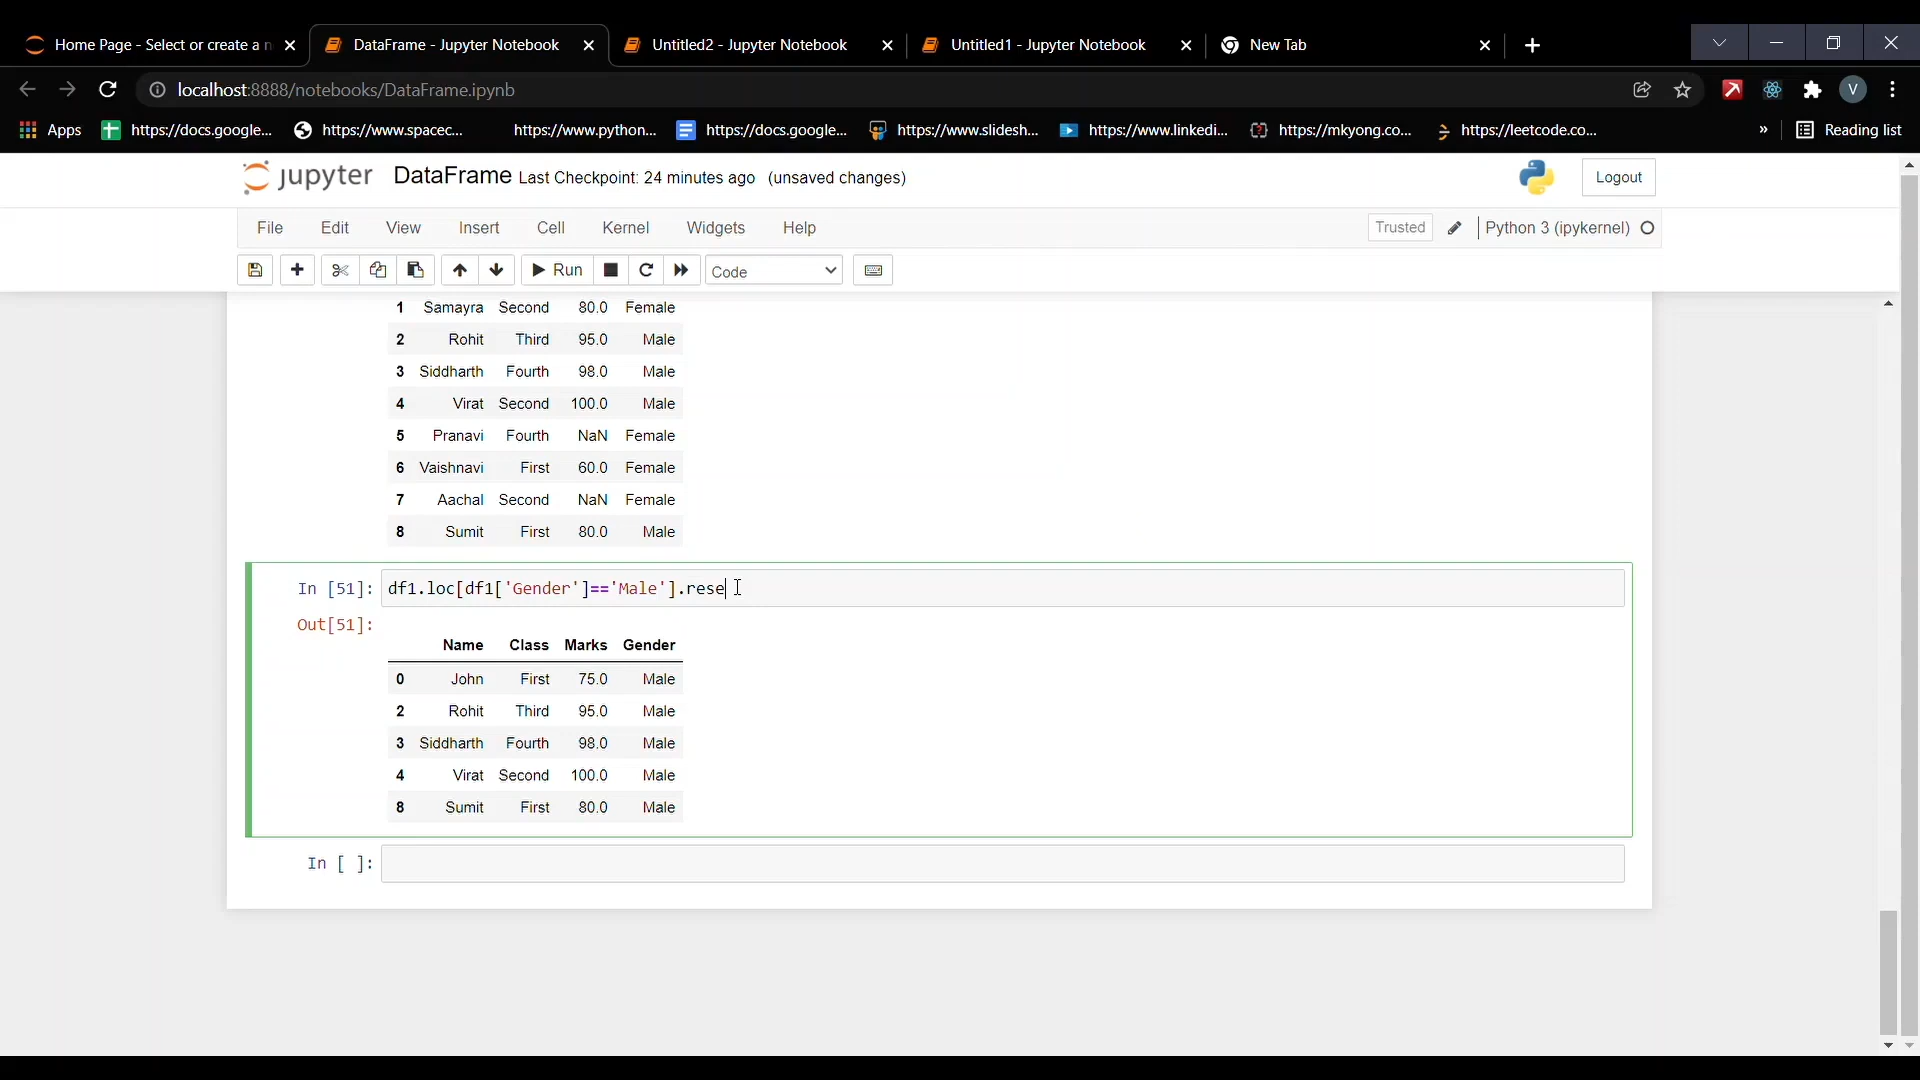 Home Page - Select or create a n
DataFrame - Jupyter Notebook
Untitled2 - Jupyter Notebook
Untitled1 - Jupyter Notebook
New Tab
localhost:8888/notebooks/DataFrame.ipynb
V
Apps https://docs.google... https://www.spacec... https://www.python... https://docs.google... https://www.slidesh... https://www.linkedi... https://mkyong.co... https://leetcode.co... » Reading list
jupyter DataFrame Last Checkpoint: 24 minutes ago (unsaved changes) Logout
File Edit View Insert Cell Kernel Widgets Help Trusted Python 3 (ipykernel)
Run Code
1 Samayra Second 80.0 Female
2 Rohit Third 95.0 Male
3 Siddharth Fourth 98.0 Male
4 Virat Second 100.0 Male
5 Pranavi Fourth NaN Female
6 Vaishnavi First 60.0 Female
7 Aachal Second NaN Female
8 Sumit First 80.0 Male
In [51]: df1.loc[df1['Gender']=='Male'].rese
Out[51]:
Name Class Marks Gender
0 John First 75.0 Male
2 Rohit Third 95.0 Male
3 Siddharth Fourth 98.0 Male
4 Virat Second 100.0 Male
8 Sumit First 80.0 Male
In [ ]: